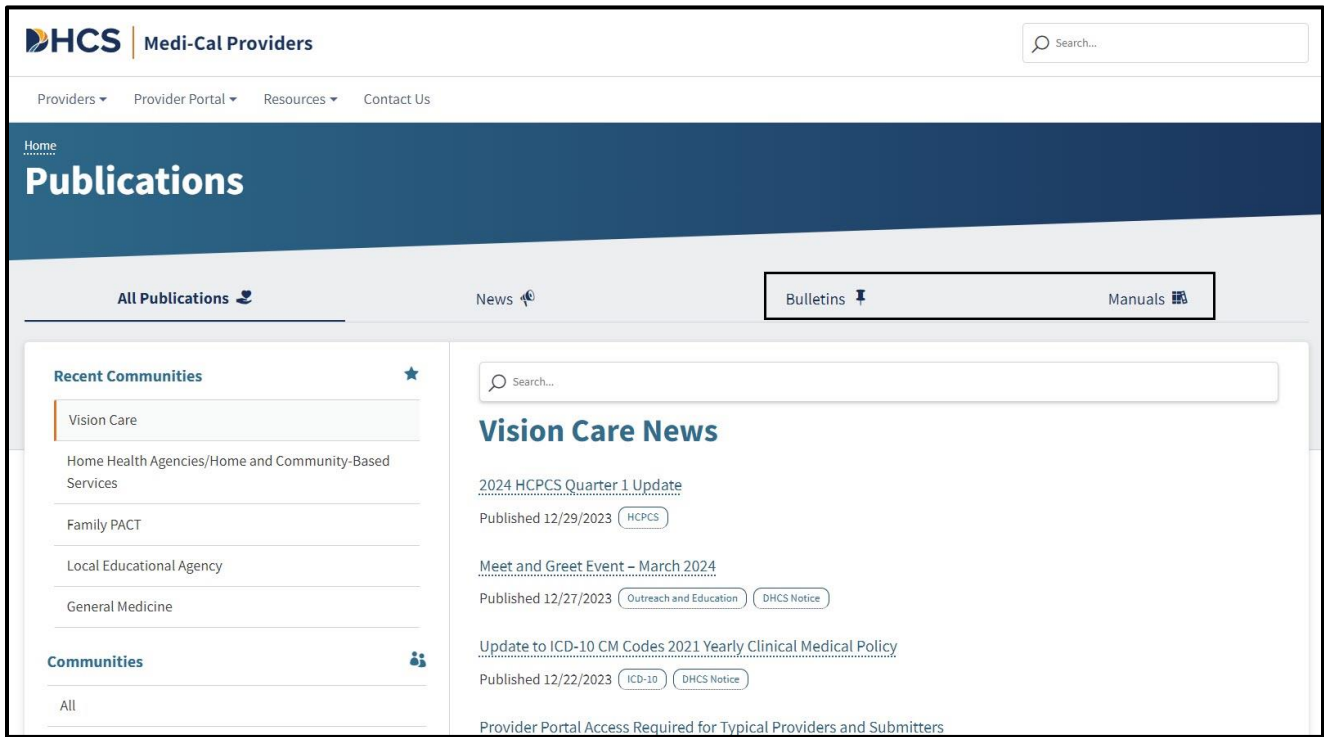 DHCS Medi-Cal Providers
Search...
Providers Provider Portal Resources Contact Us
Home
Publications
All Publications News Bulletins Manuals
Recent Communities
Vision Care
Home Health Agencies/Home and Community-Based
Services
Family PACT
Local Educational Agency
General Medicine
Communities
All
Search...
Vision Care News
2024 HCPCS Quarter 1 Update
Published 12/29/2023 HCPCS
Meet and Greet Event – March 2024
Published 12/27/2023 Outreach and Education DHCS Notice
Update to ICD-10 CM Codes 2021 Yearly Clinical Medical Policy
Published 12/22/2023 ICD-10 DHCS Notice
Provider Portal Access Required for Typical Providers and Submitters